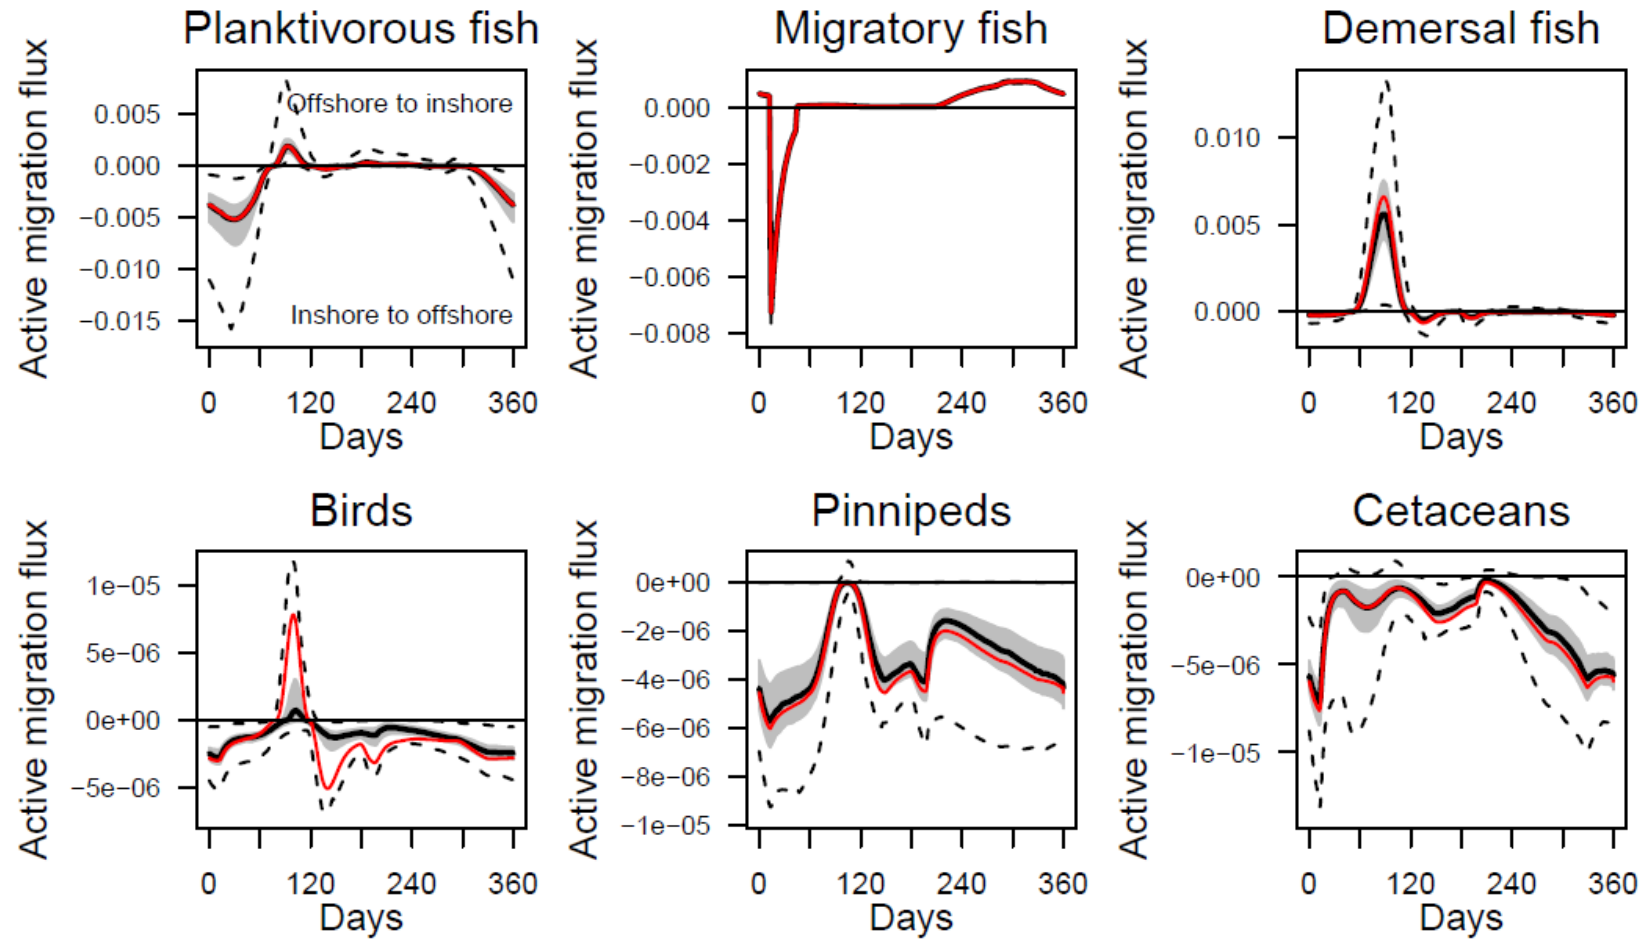 Planktivorous fish
Active migration flux
0.005
0.000
−0.005
−0.010
−0.015
Offshore to inshore
Inshore to offshore
0 120 240 360
Days
Migratory fish
Active migration flux
0.000
−0.002
−0.004
−0.006
−0.008
0 120 240 360
Days
Demersal fish
Active migration flux
0.010
0.005
0.000
0 120 240 360
Days
Birds
Active migration flux
1e−05
5e−06
0e+00
−5e−06
0 120 240 360
Days
Pinnipeds
Active migration flux
0e+00
−2e−06
−4e−06
−6e−06
−8e−06
−1e−05
0 120 240 360
Days
Cetaceans
Active migration flux
0e+00
−5e−06
−1e−05
0 120 240 360
Days